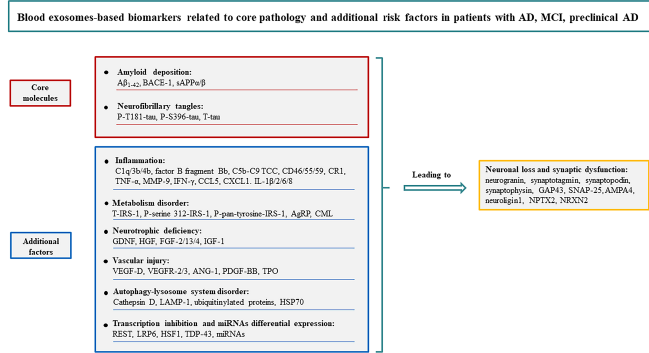 Blood exosomes-based biomarkers related to core pathology and additional risk factors in patients with AD, MCI, preclinical AD
Core
molecules
Amyloid deposition:
Aβ1-42, BACE-1, sAPPα/β
Neurofibrillary tangles:
P-T181-tau, P-S396-tau, T-tau
Additional
factors
Inflammation:
C1q/3b/4b, factor B fragment Bb, C5b-C9 TCC, CD46/55/59, CR1,
TNF-α, MMP-9, IFN-γ, CCL5, CXCL1. IL-1β/2/6/8
Metabolism disorder:
T-IRS-1, P-serine 312-IRS-1, P-pan-tyrosine-IRS-1, AgRP, CML
Neurotrophic deficiency:
GDNF, HGF, FGF-2/13/4, IGF-1
Vascular injury:
VEGF-D, VEGFR-2/3, ANG-1, PDGF-BB, TPO
Autophagy-lysosome system disorder:
Cathepsin D, LAMP-1, ubiquitinylated proteins, HSP70
Transcription inhibition and miRNAs differential expression:
REST, LRP6, HSF1, TDP-43, miRNAs
Leading to
Neuronal loss and synaptic dysfunction:
neurogranin, synaptotagmin, synaptopodin,
synaptophysin, GAP43, SNAP-25, AMPA4,
neuroligin1, NPTX2, NRXN2